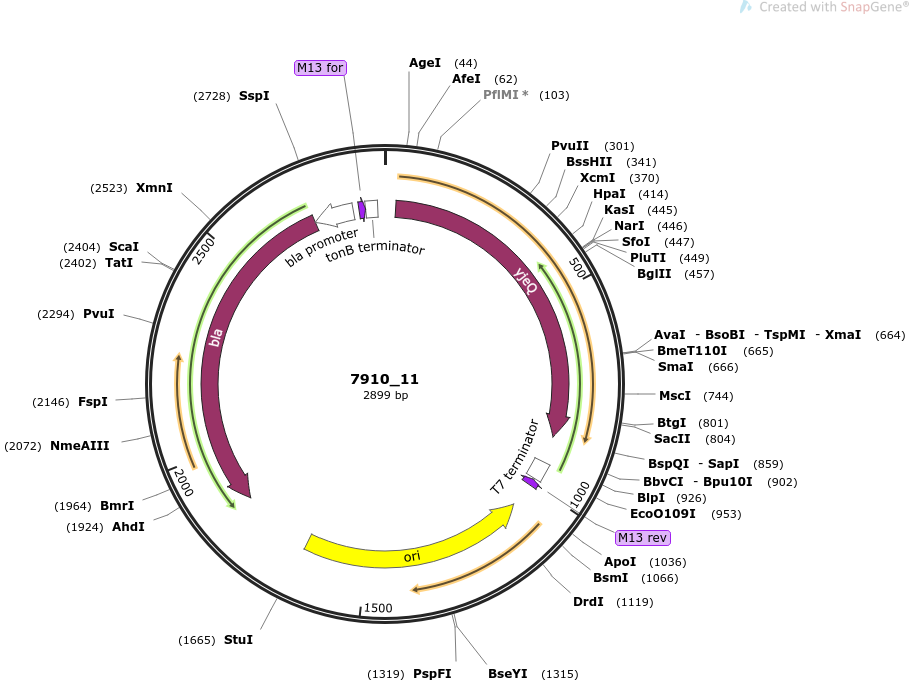 Created with SnapGene®
M13 for
AgeI (44)
AfeI (62)
PflMI * (103)
(2728) SspI
PvuII (301)
BssHII (341)
XcmI (370)
HpaI (414)
KasI (445)
NarI (446)
SfoI (447)
PluTI (449)
BglII (457)
(2523) XmnI
(2404) ScaI
(2402) TatI
2500
bla promoter
tonB terminator
yjeQ
500
(2294) PvuI
bla
AvaI - BsoBI - TspMI - XmaI (664)
BmeT110I (665)
SmaI (666)
7910_11
2899 bp
MscI (744)
(2146) FspI
BtgI (801)
SacII (804)
(2072) NmeAIII
T7 terminator
BspQI - SapI (859)
BbvCI - Bpu10I (902)
BlpI (926)
EcoO109I (953)
2000
1000
(1964) BmrI
(1924) AhdI
M13 rev
ori
ApoI (1036)
BsmI (1066)
DrdI (1119)
1500
(1665) StuI
(1319) PspFI
BseYI (1315)